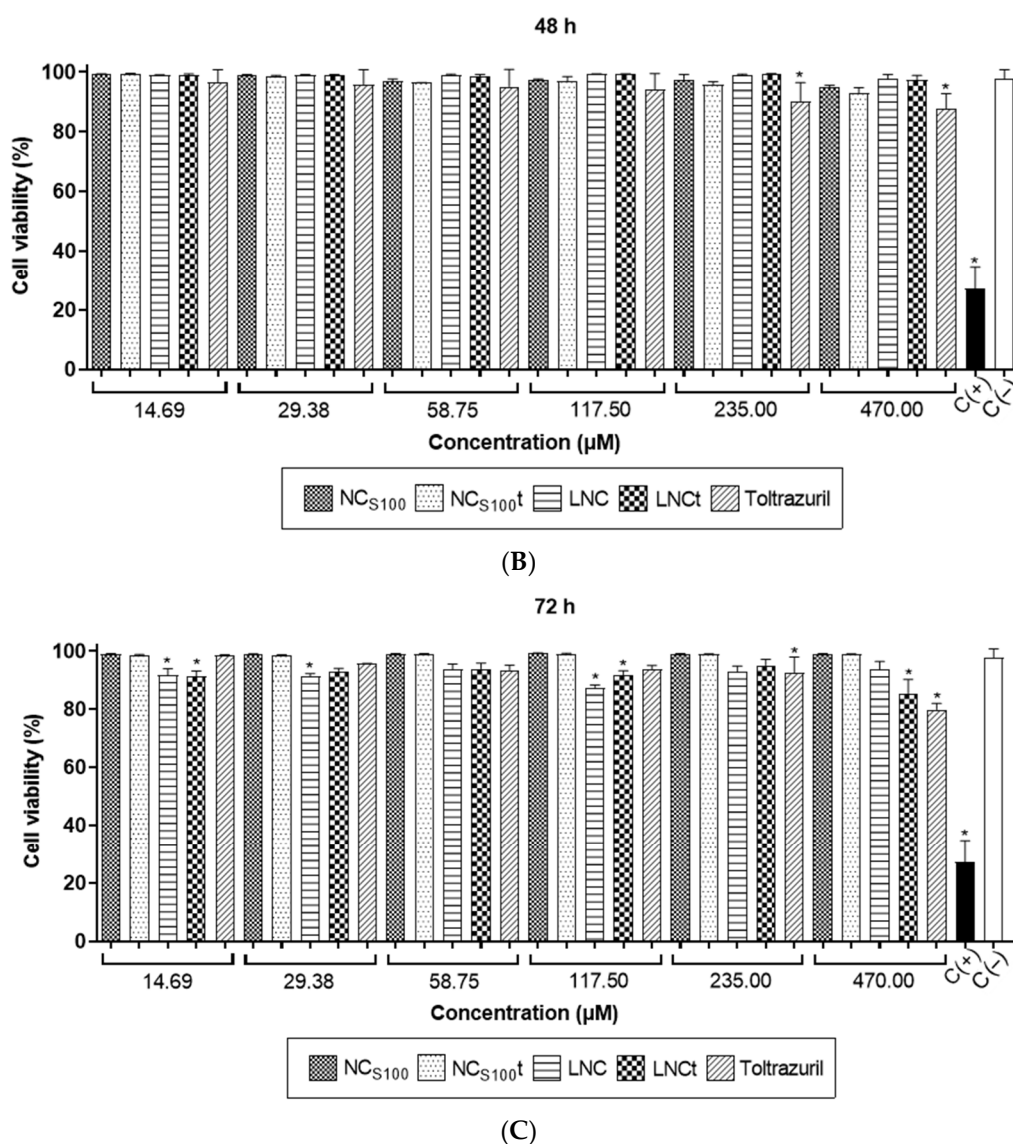 48 h
Cell viability (%)
100
80
60
40
20
0
* * *
14.69 29.38 58.75 117.50 235.00 470.00 C(+) C(−)
Concentration (µM)
NCS100 NCS100t LNC LNCt Toltrazuril
(B)
72 h
Cell viability (%)
100
80
60
40
20
0
* * * * * * * * *
14.69 29.38 58.75 117.50 235.00 470.00 C(+) C(−)
Concentration (µM)
NCS100 NCS100t LNC LNCt Toltrazuril
(C)